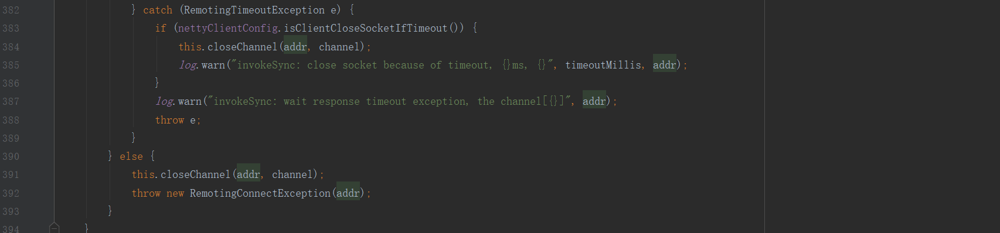 382 } catch (RemotingTimeoutException e) {
383 if (nettyClientConfig.isClientCloseSocketIfTimeout()) {
384 this.closeChannel(addr, channel);
385 log.warn("invokeSync: close socket because of timeout, {}ms, {}", timeoutMillis, addr);
386 }
387 log.warn("invokeSync: wait response timeout exception, the channel[{}]", addr);
388 throw e;
389 }
390 } else {
391 this.closeChannel(addr, channel);
392 throw new RemotingConnectException(addr);
393 }
394 }